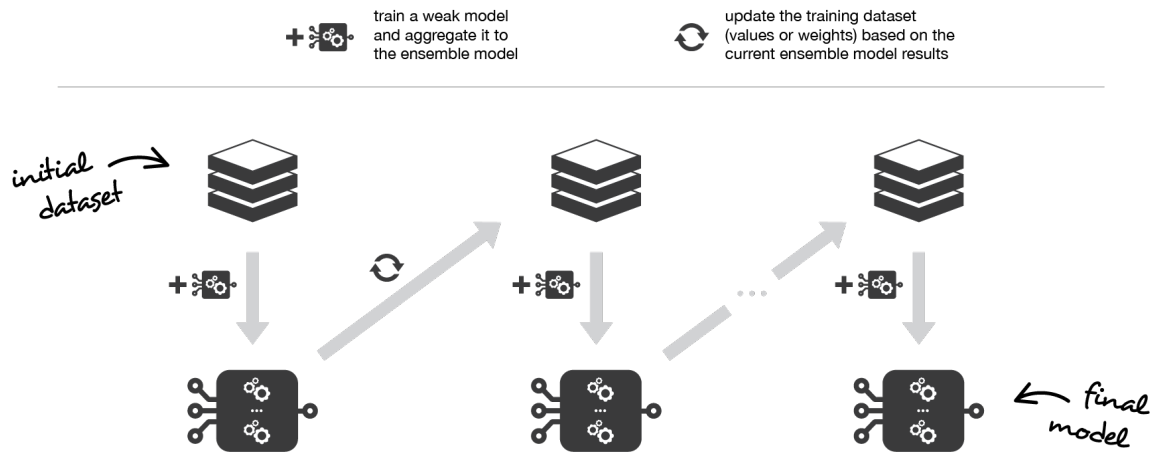 train a weak model
and aggregate it to
the ensemble model
update the training dataset
(values or weights) based on the
current ensemble model results
initial
dataset
...
final
model